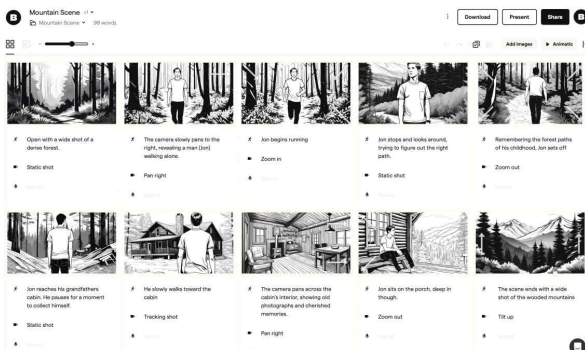 B
Mountain Scene v1
Mountain Scene 99 words
Download
Present
Share
B
Add images
Animatic
Open with a wide shot of a
dense forest.
Static shot
The camera slowly pans to the
right, revealing a man (Jon)
walking alone.
Pan right
Jon begins running
Zoom in
Jon stops and looks around,
trying to figure out the right
path.
Static shot
Remembering the forest paths
of his childhood, Jon sets off
Zoom out
Jon reaches his grandfathers
cabin. He pauses for a moment
to collect himself.
Static shot
He slowly walks toward the
cabin
Tracking shot
The camera pans across the
cabin's interior, showing old
photographs and cherished
memories.
Pan right
Jon sits on the porch, deep in
though.
Zoom out
The scene ends with a wide
shot of the wooded mountains
Tilt up